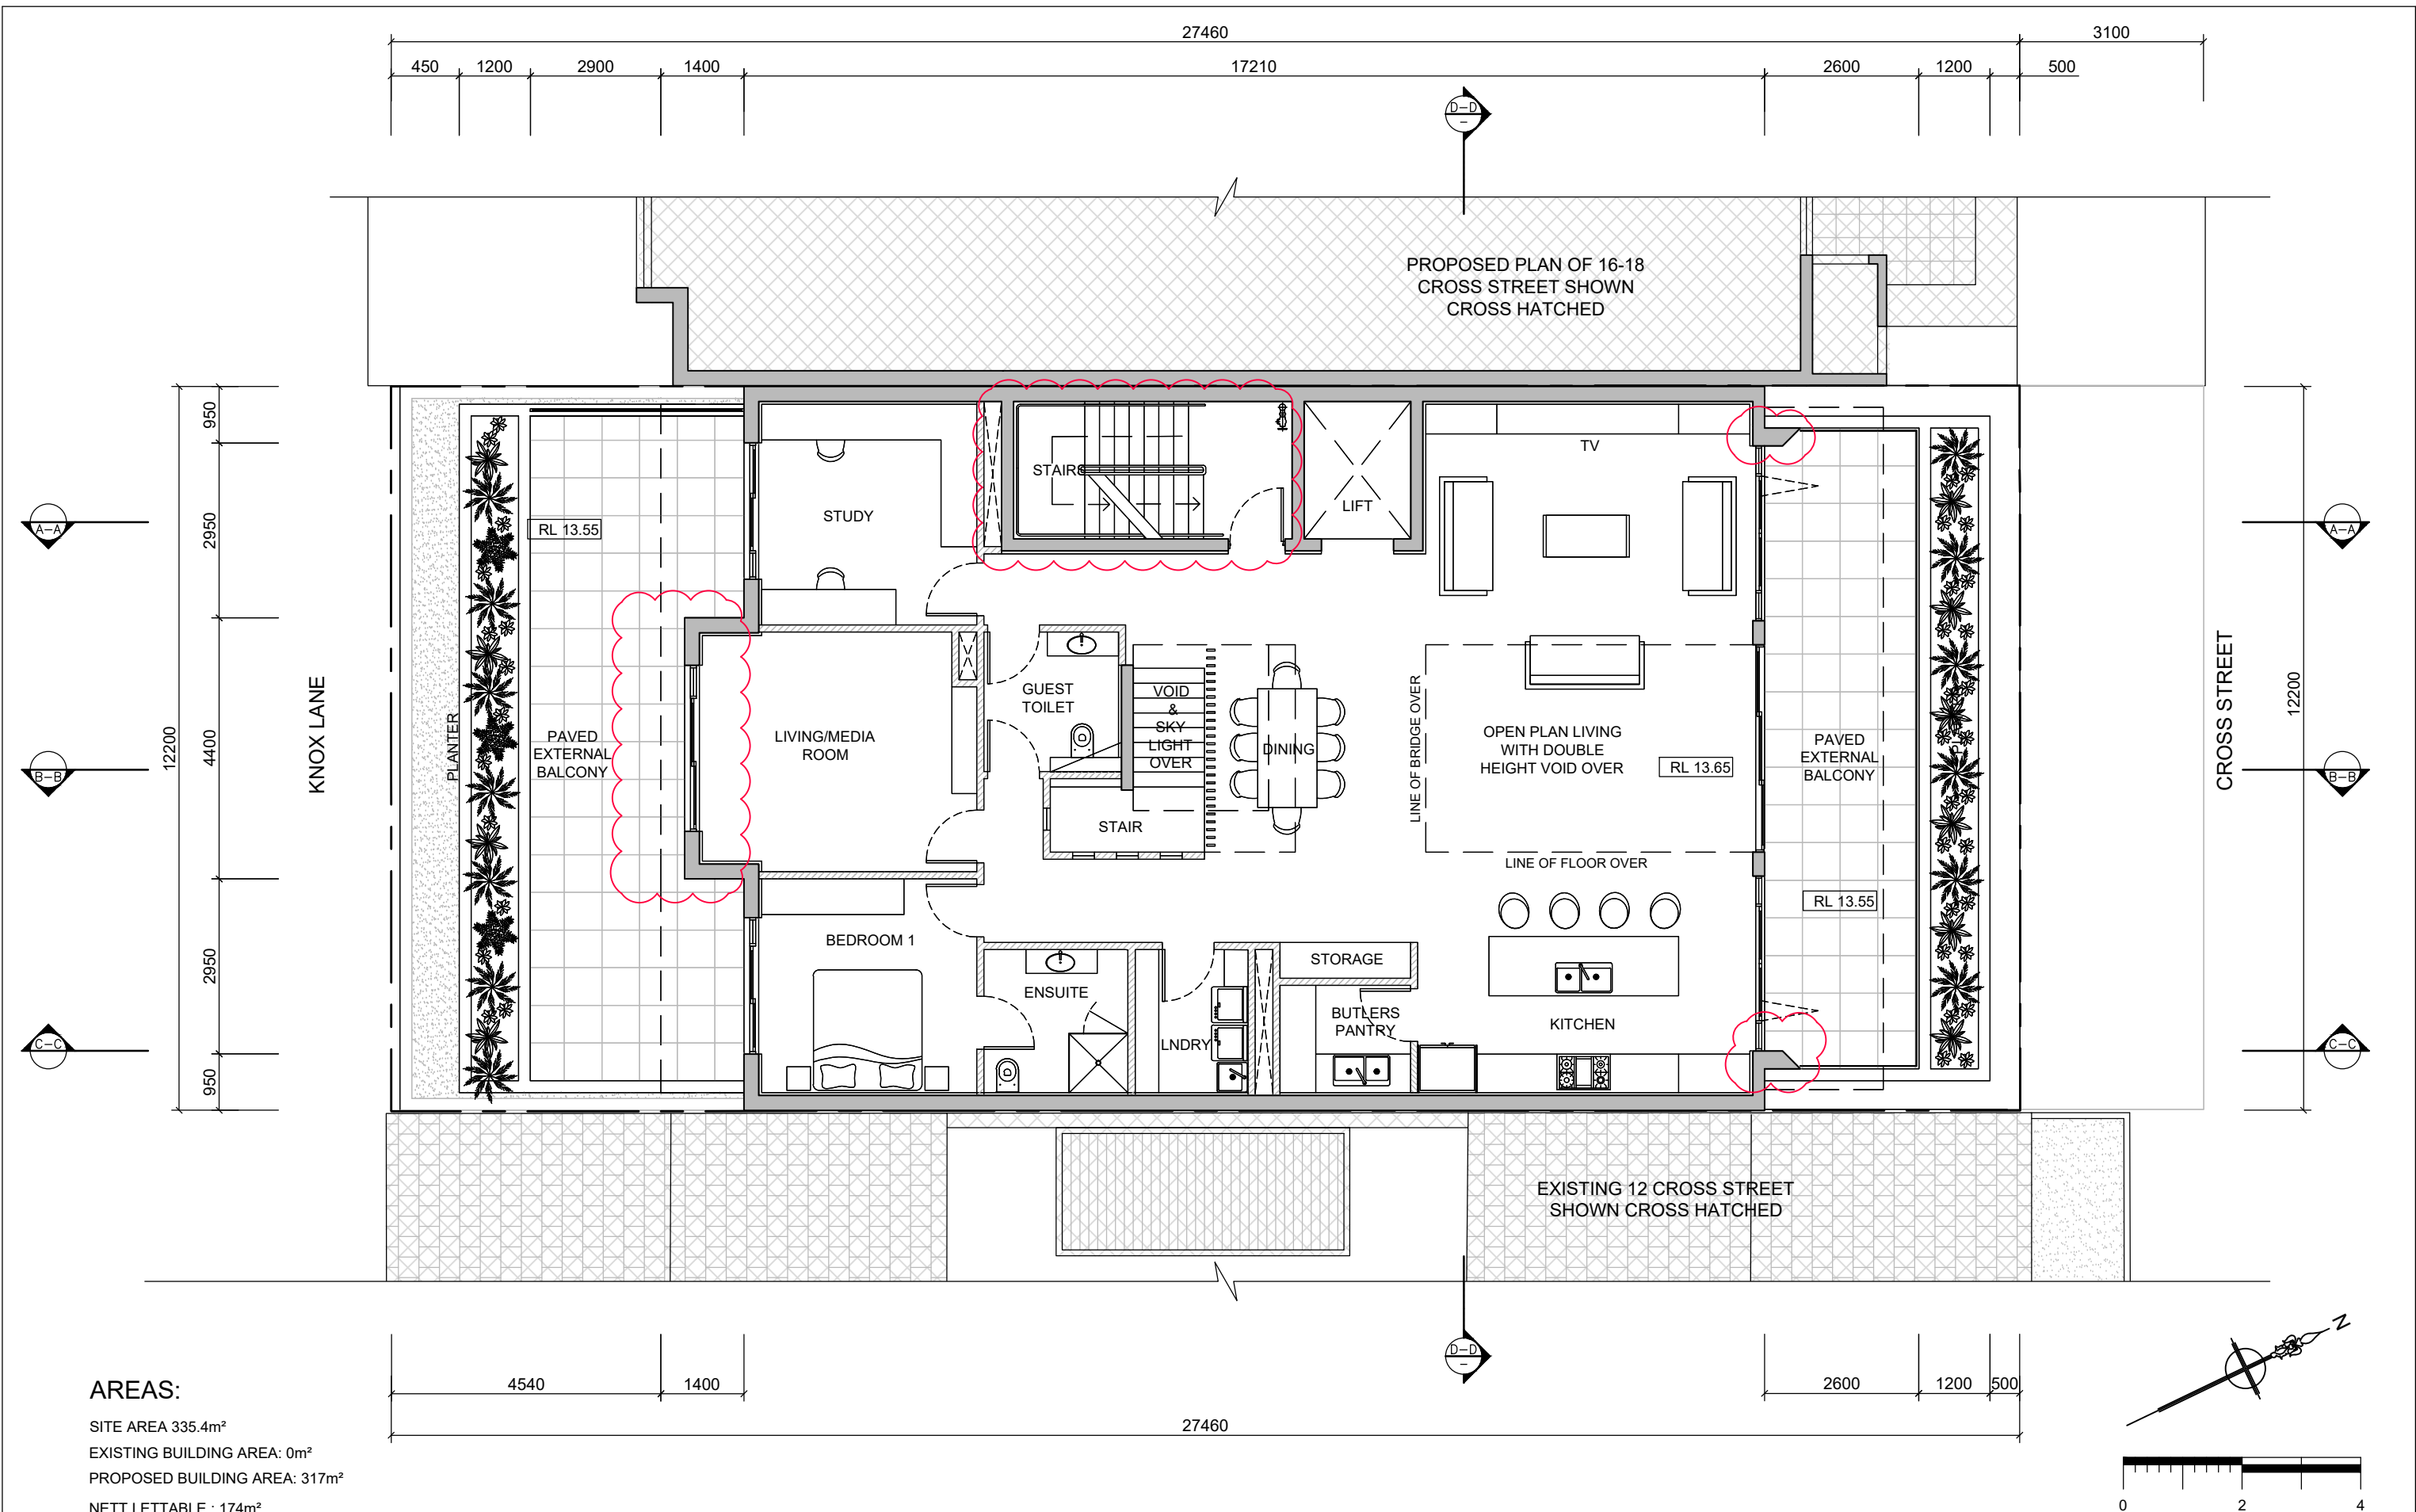 27460
3100
450
1200
2900
1400
17210
2600
1200
500
D-D
–
PROPOSED PLAN OF 16-18
CROSS STREET SHOWN
CROSS HATCHED
950
2950
4400
2950
950
12200
KNOX LANE
A-A
B-B
C-C
PLANTER
RL 13.55
PAVED
EXTERNAL
BALCONY
STUDY
STAIR
LIFT
TV
LIVING/MEDIA
ROOM
GUEST
TOILET
VOID
&
SKY
LIGHT
OVER
DINING
STAIR
LINE OF BRIDGE OVER
OPEN PLAN LIVING
WITH DOUBLE
HEIGHT VOID OVER
RL 13.65
LINE OF FLOOR OVER
PAVED
EXTERNAL
BALCONY
RL 13.55
BEDROOM 1
ENSUITE
LNDRY
STORAGE
BUTLERS
PANTRY
KITCHEN
CROSS STREET
12200
A-A
B-B
C-C
EXISTING 12 CROSS STREET
SHOWN CROSS HATCHED
D-D
–
4540
1400
2600
1200
500
27460
N
0
2
4
AREAS:
SITE AREA 335.4m²
EXISTING BUILDING AREA: 0m²
PROPOSED BUILDING AREA: 317m²
NETT LETTABLE : 174m²